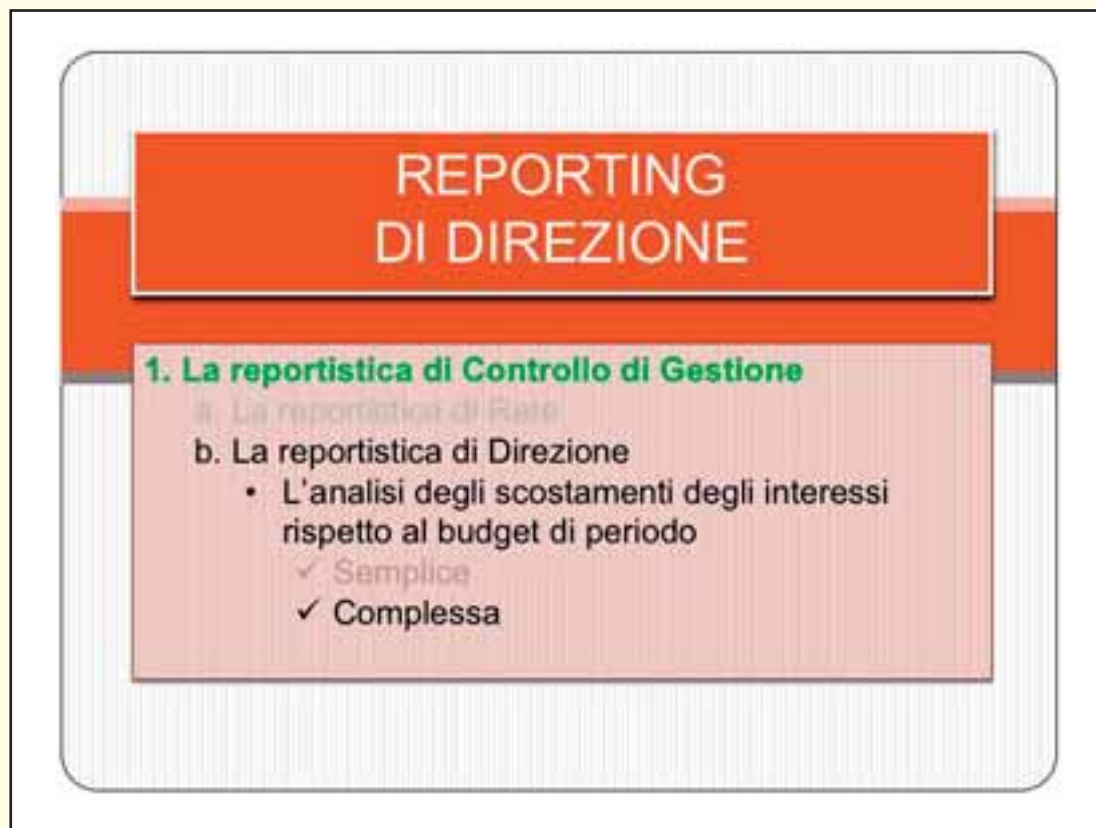 REPORTING
DI DIREZIONE
1. La reportistica di Controllo di Gestione
a. La reportistica di Rete
b. La reportistica di Direzione
• L'analisi degli scostamenti degli interessi
rispetto al budget di periodo
✓ Semplice
✓ Complessa